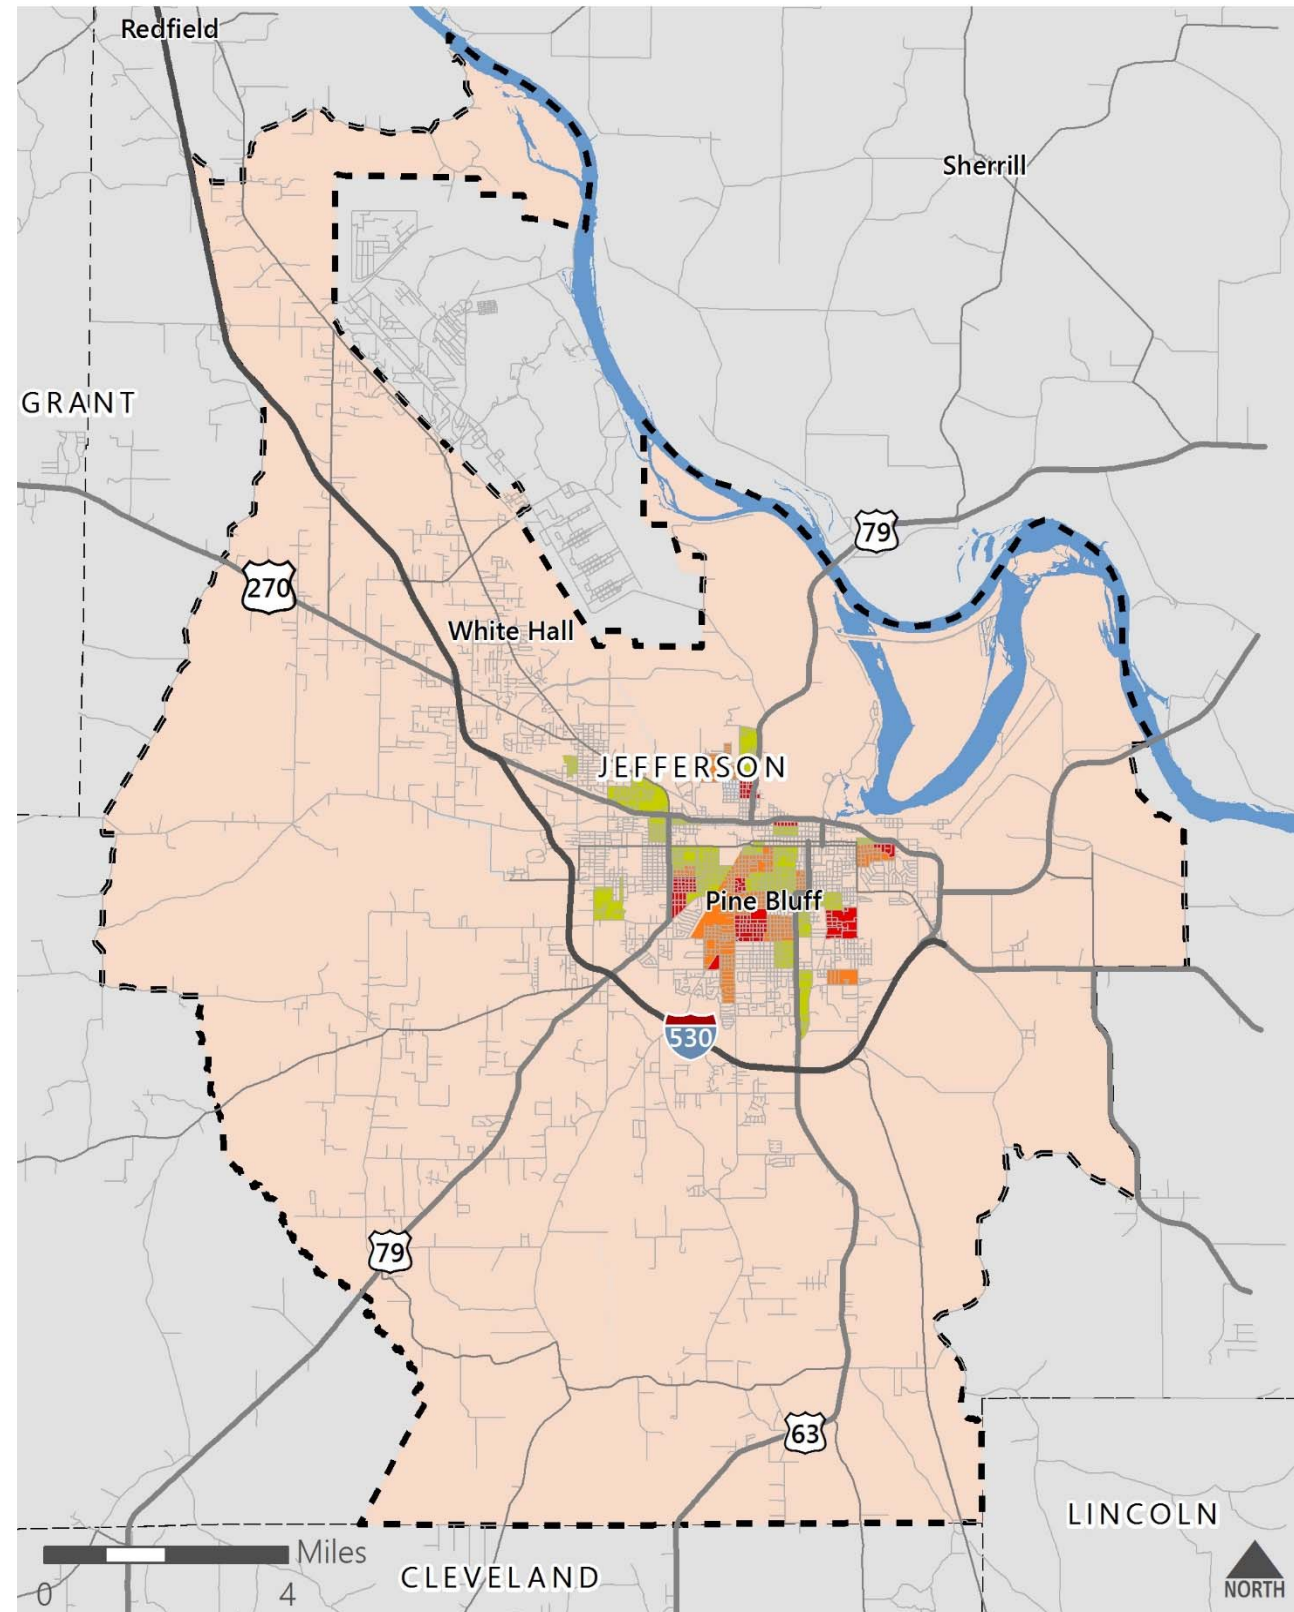 Redfield
Sherrill
GRANT
79
270
White Hall
JEFFERSON
Pine Bluff
530
79
63
LINCOLN
Miles
0 4
CLEVELAND
NORTH